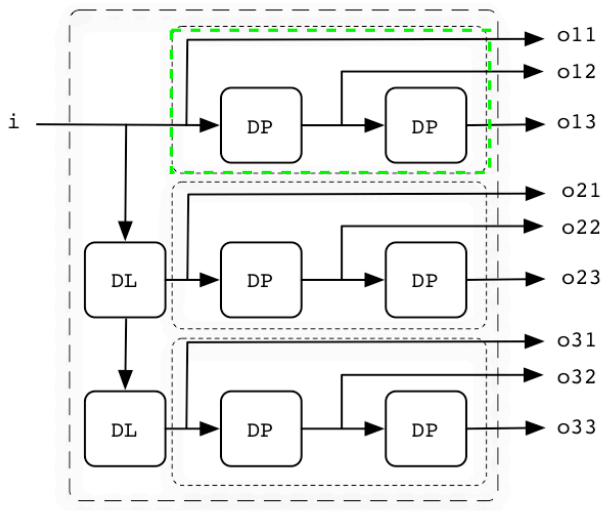 o11
o12
i DP DP o13
o21
o22
DL DP DP o23
o31
o32
DL DP DP o33